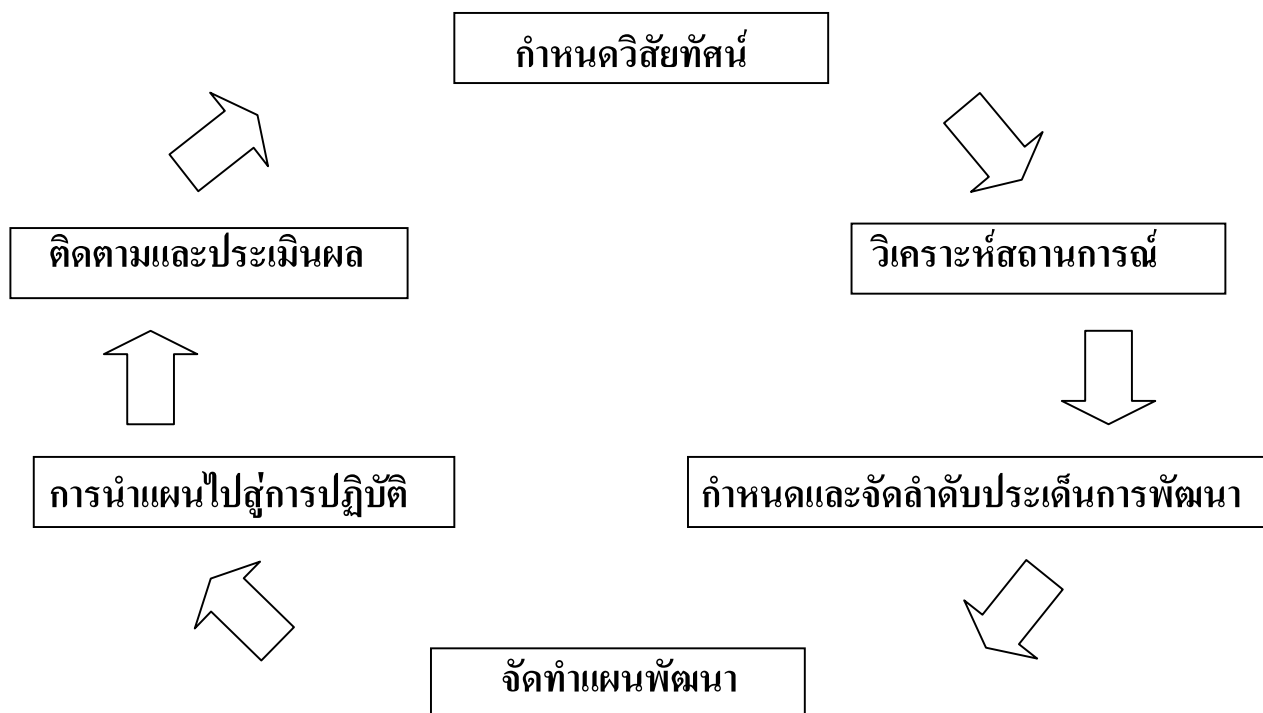 กำหนดวิสัยทัศน์
ติดตามและประเมินผล
วิเคราะห์สถานการณ์
การนำแผนไปสู่การปฏิบัติ
กำหนดและจัดลำดับประเด็นการพัฒนา
จัดทำแผนพัฒนา